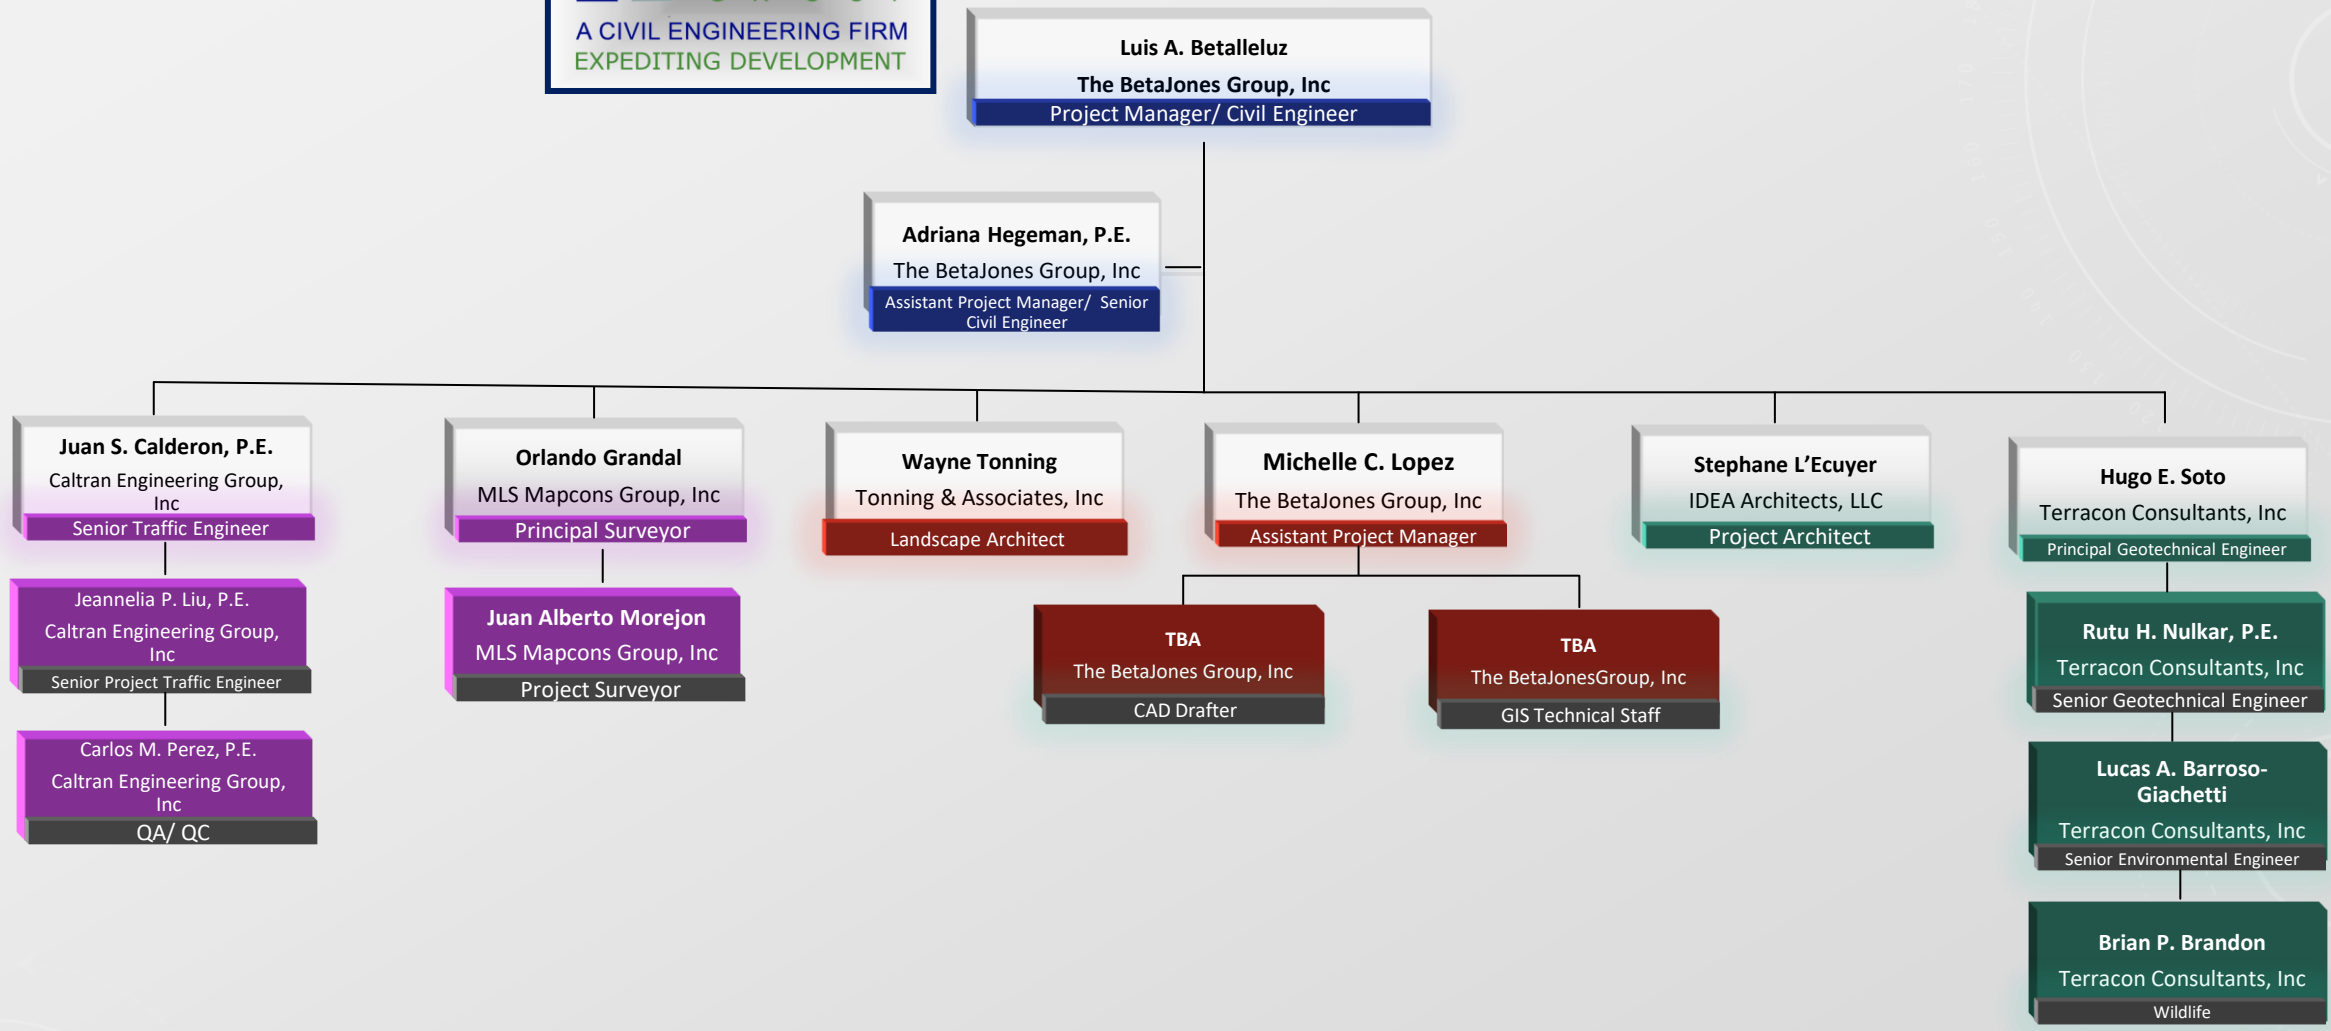 A CIVIL ENGINEERING FIRM
EXPEDITING DEVELOPMENT
Luis A. Betalleluz
The BetaJones Group, Inc
Project Manager/ Civil Engineer
Adriana Hegeman, P.E.
The BetaJones Group, Inc
Assistant Project Manager/ Senior
Civil Engineer
Juan S. Calderon, P.E.
Caltran Engineering Group,
Inc
Senior Traffic Engineer
Jeannelia P. Liu, P.E.
Caltran Engineering Group,
Inc
Senior Project Traffic Engineer
Carlos M. Perez, P.E.
Caltran Engineering Group,
Inc
QA/ QC
Orlando Grandal
MLS Mapcons Group, Inc
Principal Surveyor
Juan Alberto Morejon
MLS Mapcons Group, Inc
Project Surveyor
Wayne Tonning
Tonning & Associates, Inc
Landscape Architect
Michelle C. Lopez
The BetaJones Group, Inc
Assistant Project Manager
TBA
The BetaJones Group, Inc
CAD Drafter
TBA
The BetaJonesGroup, Inc
GIS Technical Staff
Stephane L’Ecuyer
IDEA Architects, LLC
Project Architect
Hugo E. Soto
Terracon Consultants, Inc
Principal Geotechnical Engineer
Rutu H. Nulkar, P.E.
Terracon Consultants, Inc
Senior Geotechnical Engineer
Lucas A. Barroso-
Giachetti
Terracon Consultants, Inc
Senior Environmental Engineer
Brian P. Brandon
Terracon Consultants, Inc
Wildlife